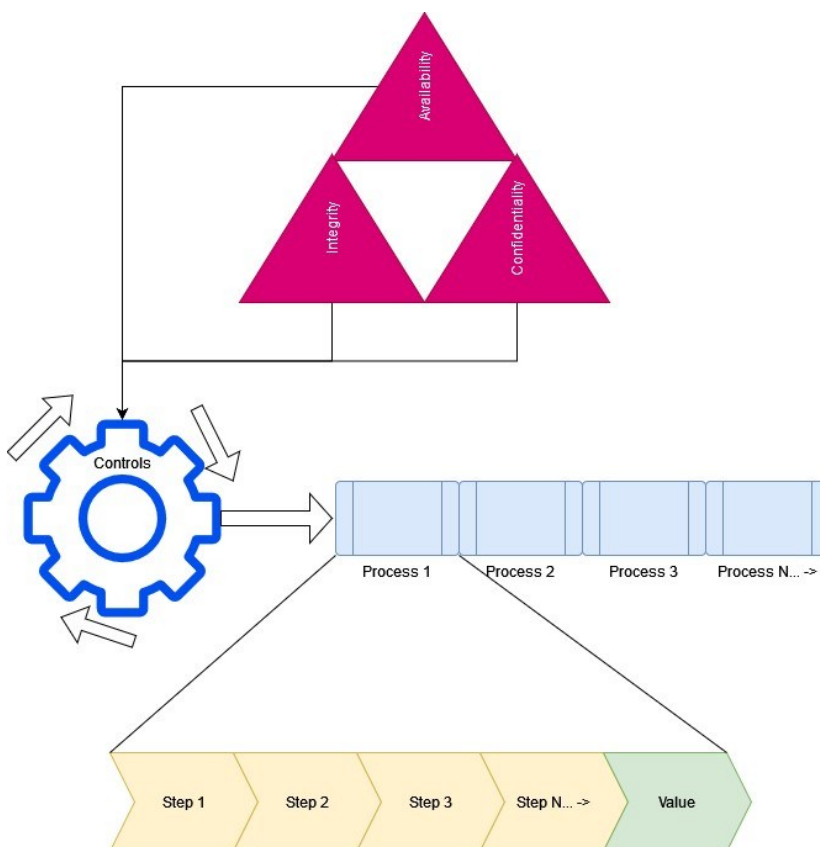 Availability
Integrity
Confidentiality
Controls
Process 1
Process 2
Process 3
Process N... ->
Step 1
Step 2
Step 3
Step N... ->
Value